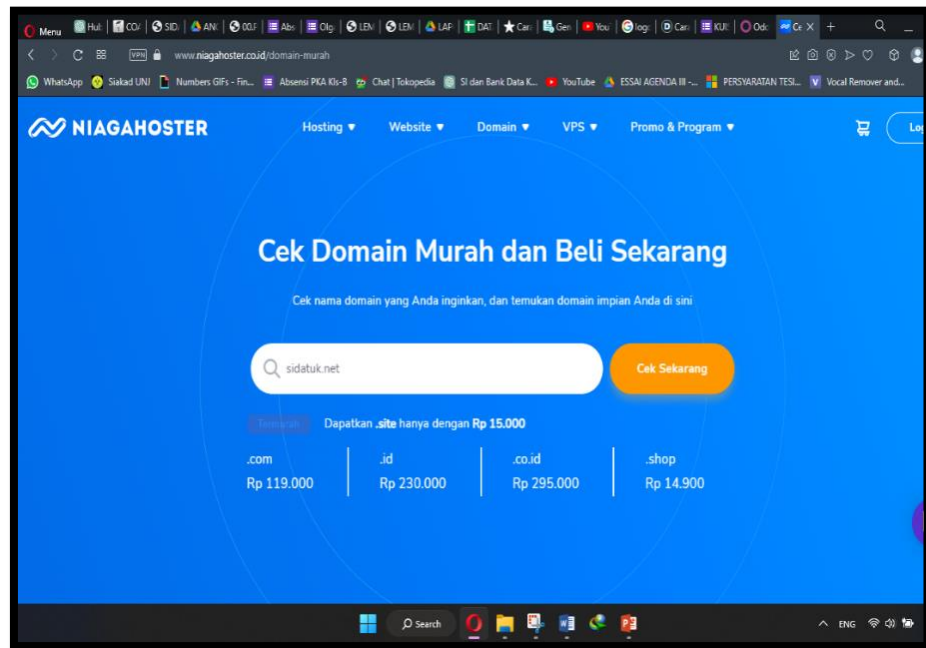 Menu
www.niagahoster.co.id/domain-murah
VPN
WhatsApp Siakad UNJ Numbers GIFs - Fin... Absensi PKA Kls-8 Chat | Tokopedia SI dan Bank Data K... YouTube ESSAI AGENDA III -... PERSYARATAN TESI... Vocal Remover and...
NIAGAHOSTER
Hosting Website Domain VPS Promo & Program
Cek Domain Murah dan Beli Sekarang
Cek nama domain yang Anda inginkan, dan temukan domain impian Anda di sini
sidatuk.net
Cek Sekarang
Termurah Dapatkan .site hanya dengan Rp 15.000
.com .id .co.id .shop
Rp 119.000 Rp 230.000 Rp 295.000 Rp 14.900
Search
ENG